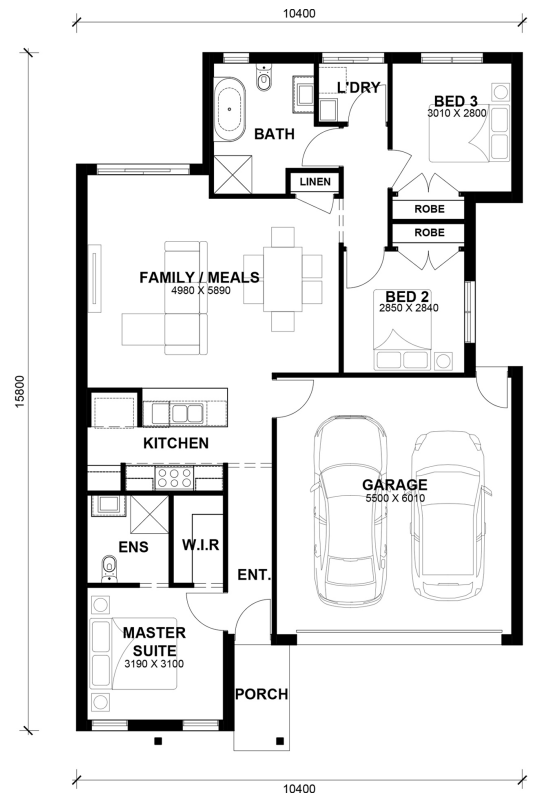 10400
L'DRY
BED 3
3010 X 2800
BATH
LINEN
ROBE
ROBE
FAMILY / MEALS
4980 X 5890
BED 2
2850 X 2840
15800
KITCHEN
GARAGE
5500 X 6010
ENS
W.I.R
ENT.
MASTER
SUITE
3190 X 3100
PORCH
10400